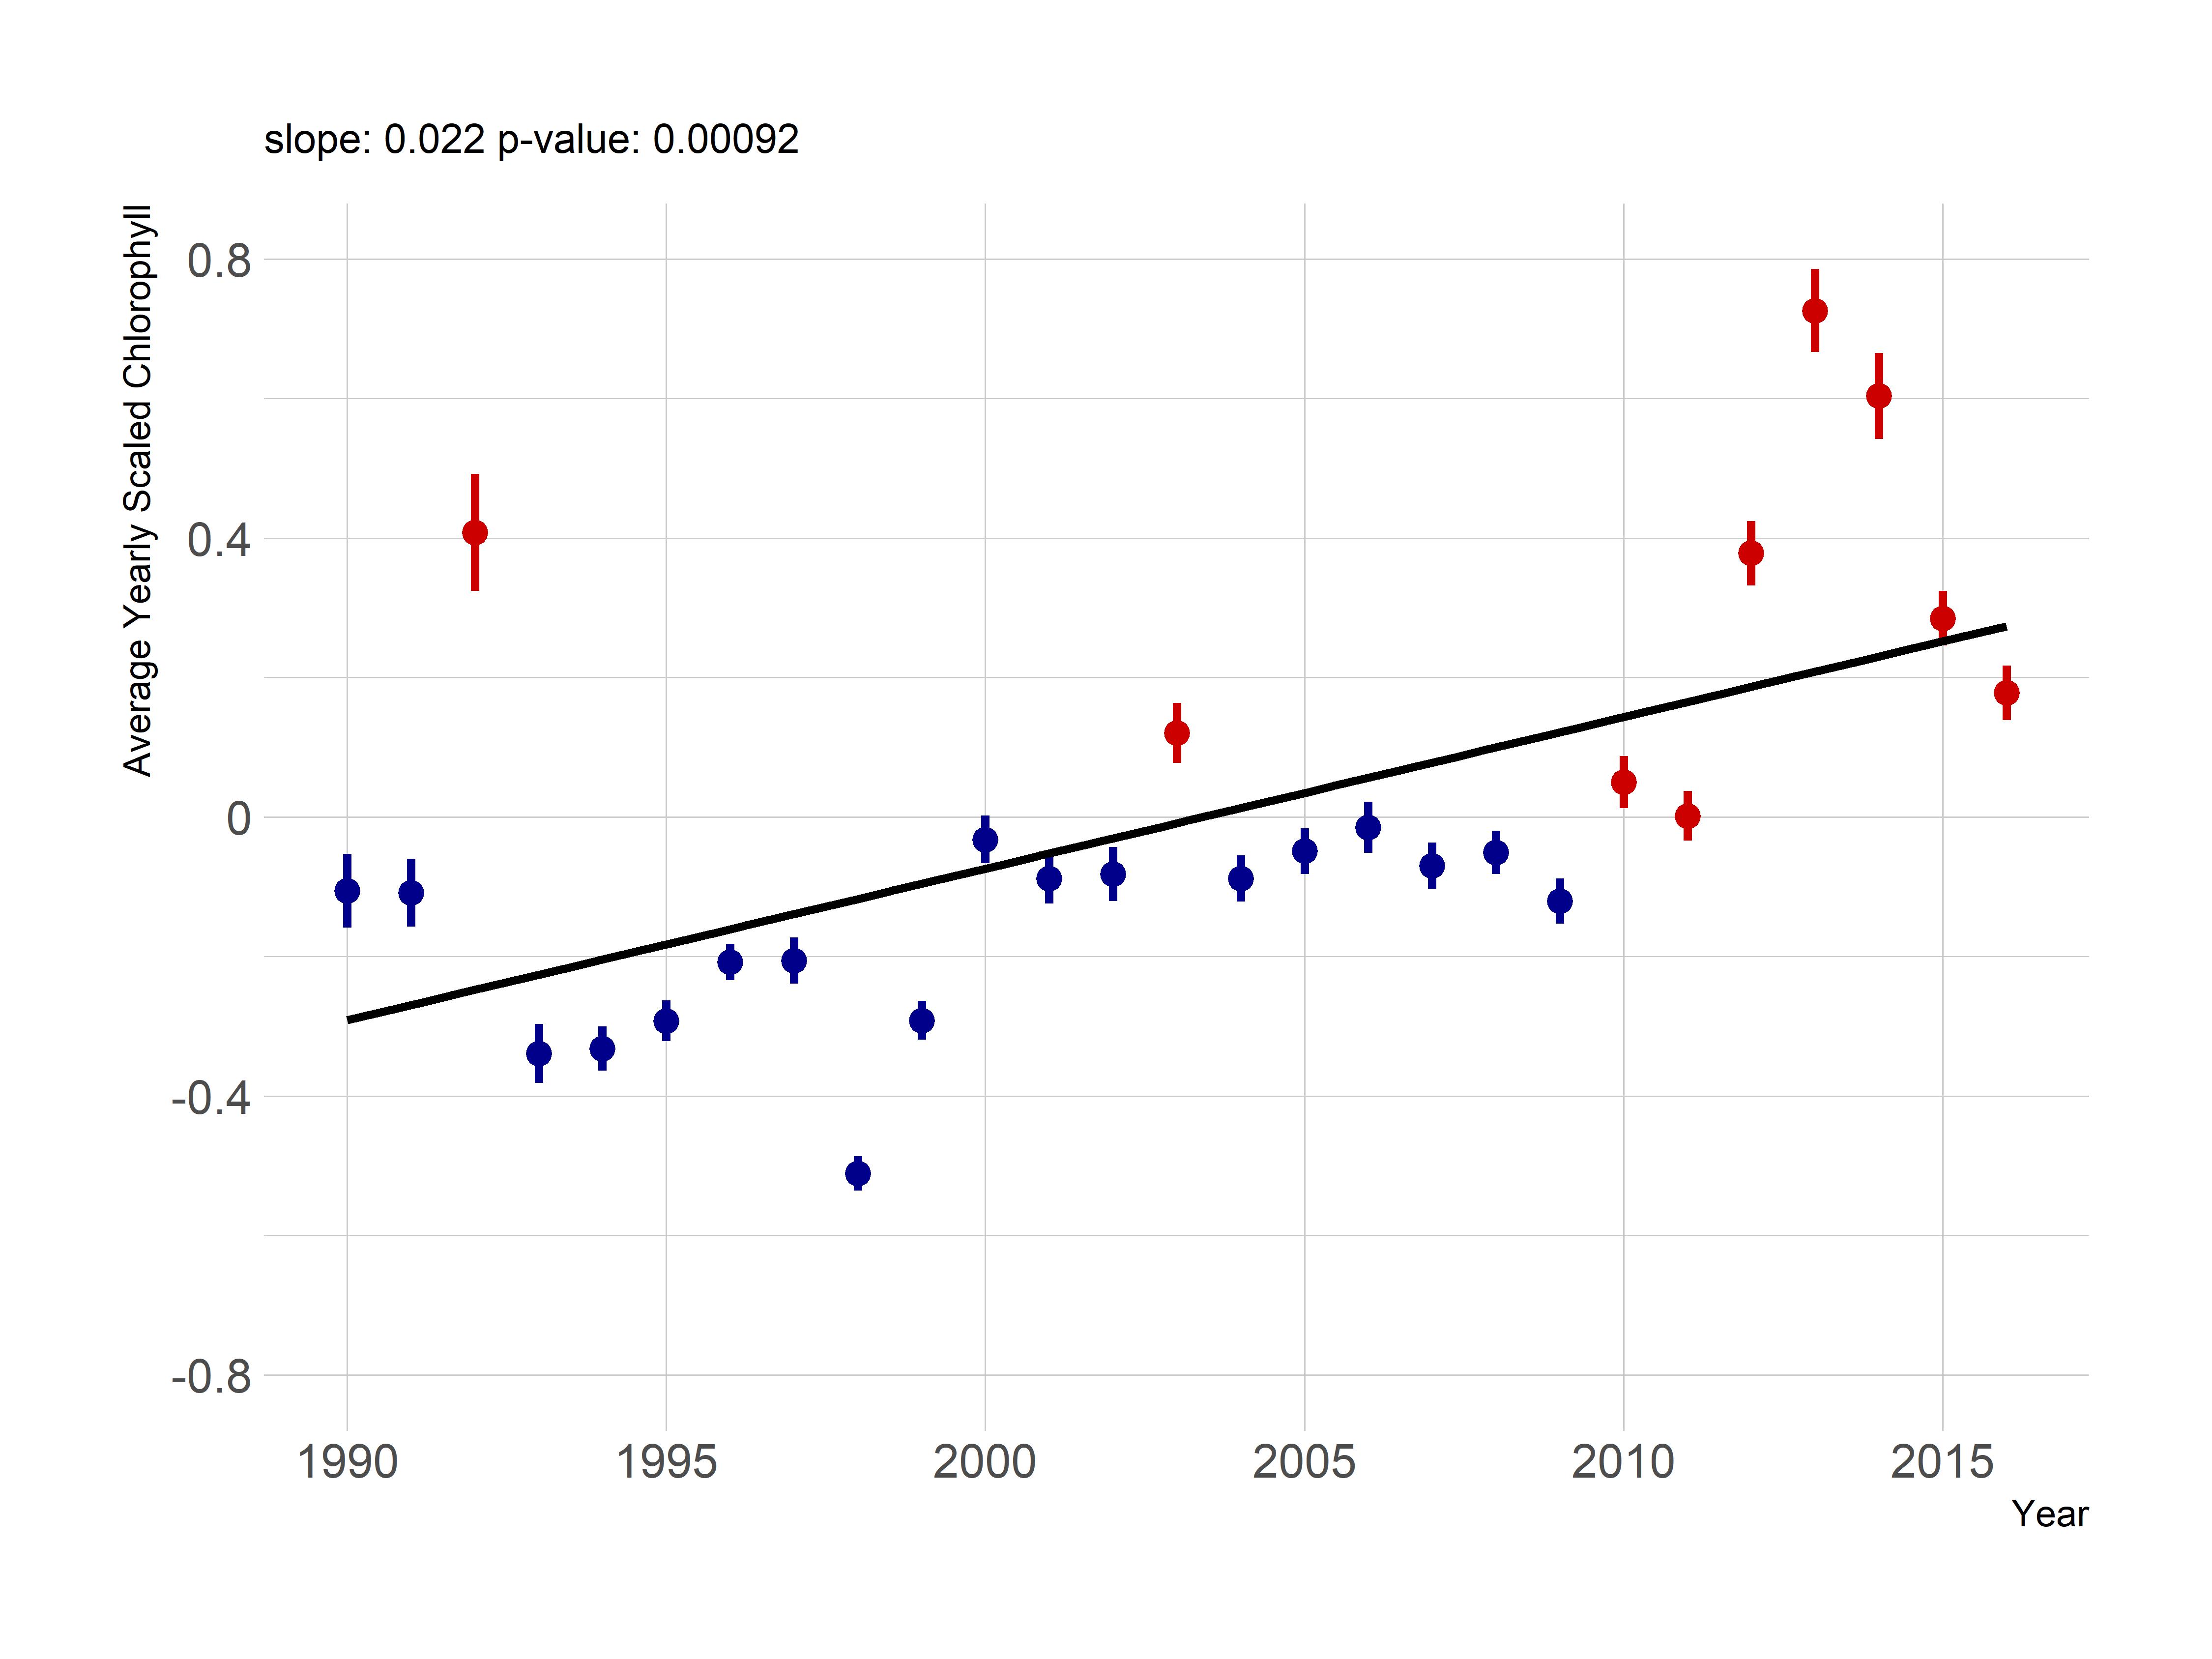 slope: 0.022 p-value: 0.00092
Average Yearly Scaled Chlorophyll
0.8
0.4
0
-0.4
-0.8
1990 1995 2000 2005 2010 2015
Year